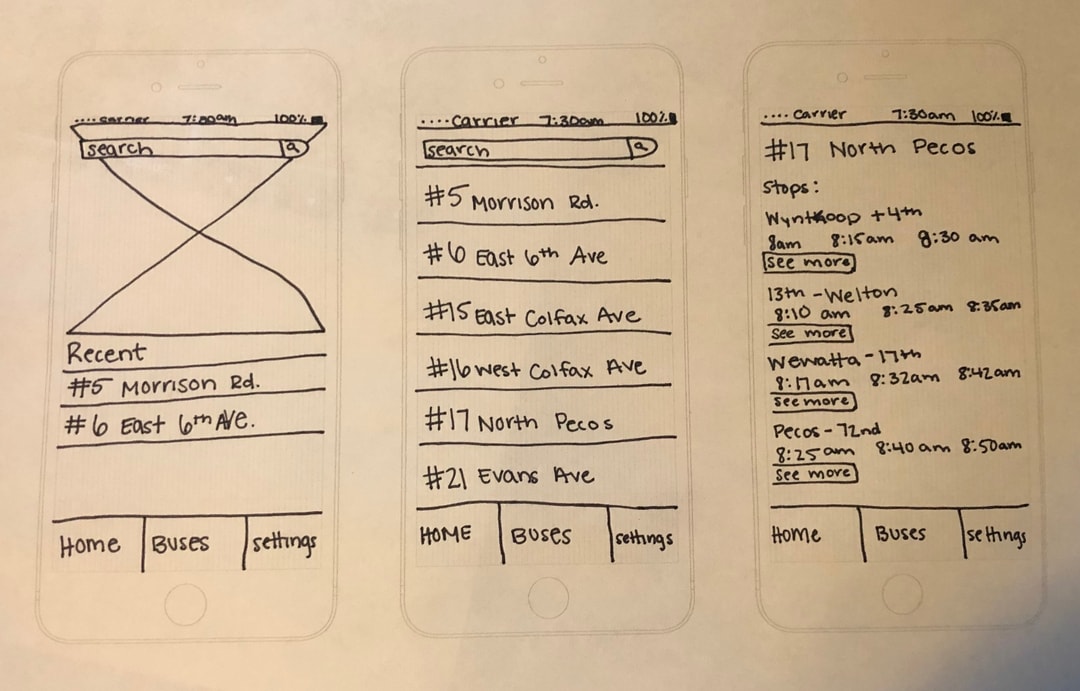 .... carrier 7:30am 100%
search
Recent
#5 Morrison Rd.
#6 East 6th Ave.
Home Buses settings
.... Carrier 7:30am 100%
search
#5 Morrison Rd.
#6 East 6th Ave
#15 East Colfax Ave
#16 West Colfax Ave
#17 North Pecos
#21 Evans Ave
HOME BUSES settings
.... Carrier 7:30am 100%
#17 North Pecos
Stops:
Wynkoop + 4th
8am 8:15am 8:30 am
see more
13th - Welton
8:10 am 8:25am 8:35am
see more
Wewatta - 17th
8:17am 8:32am 8:42am
see more
Pecos - 72nd
8:25am 8:40am 8:50am
see more
Home Buses settings